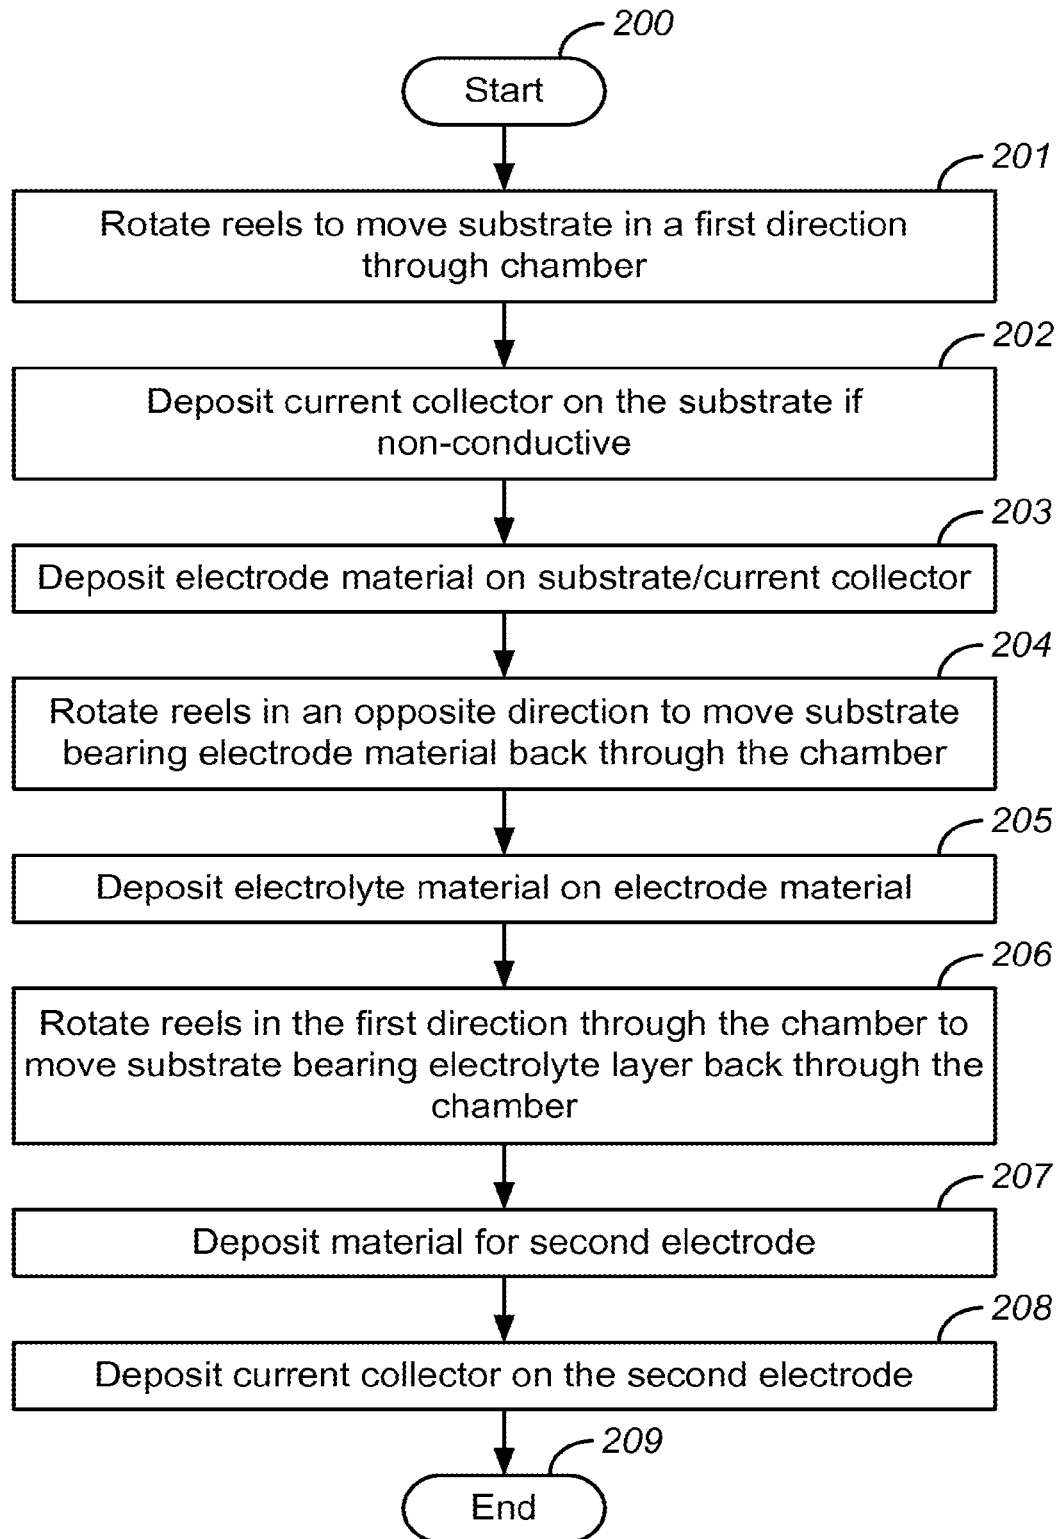 200
Start
201
Rotate reels to move substrate in a first direction
through chamber
202
Deposit current collector on the substrate if
non-conductive
203
Deposit electrode material on substrate/current collector
204
Rotate reels in an opposite direction to move substrate
bearing electrode material back through the chamber
205
Deposit electrolyte material on electrode material
206
Rotate reels in the first direction through the chamber to
move substrate bearing electrolyte layer back through the
chamber
207
Deposit material for second electrode
208
Deposit current collector on the second electrode
209
End